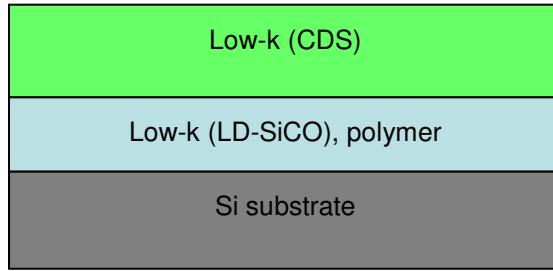 Low-k (CDS)
Low-k (LD-SiCO), polymer
Si substrate